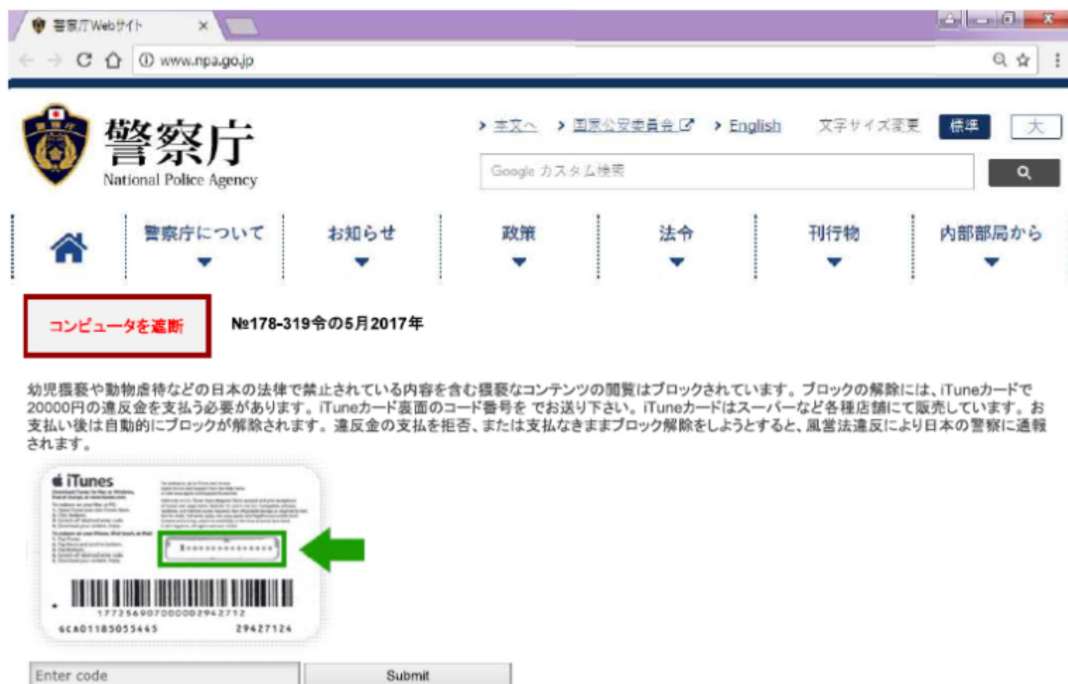 警察庁Webサイト
www.npa.go.jp
警察庁
National Police Agency
本文へ 国家公安委員会 English 文字サイズ変更 標準 大
Google カスタム検索
警察庁について お知らせ 政策 法令 刊行物 内部部局から
コンピュータを遮断 №178-319令の5月2017年
幼児猥褻や動物虐待などの日本の法律で禁止されている内容を含む猥褻なコンテンツの閲覧はブロックされています。ブロックの解除には、iTuneカードで
20000円の違反金を支払う必要があります。iTuneカード裏面のコード番号を でお送り下さい。iTuneカードはスーパーなど各種店舗にて販売しています。お
支払い後は自動的にブロックが解除されます。違反金の支払を拒否、または支払なきままブロック解除をしようとすると、風営法違反により日本の警察に通報
されます。
iTunes
1772569070000002942712
GCA01185055445 29427124
Enter code Submit